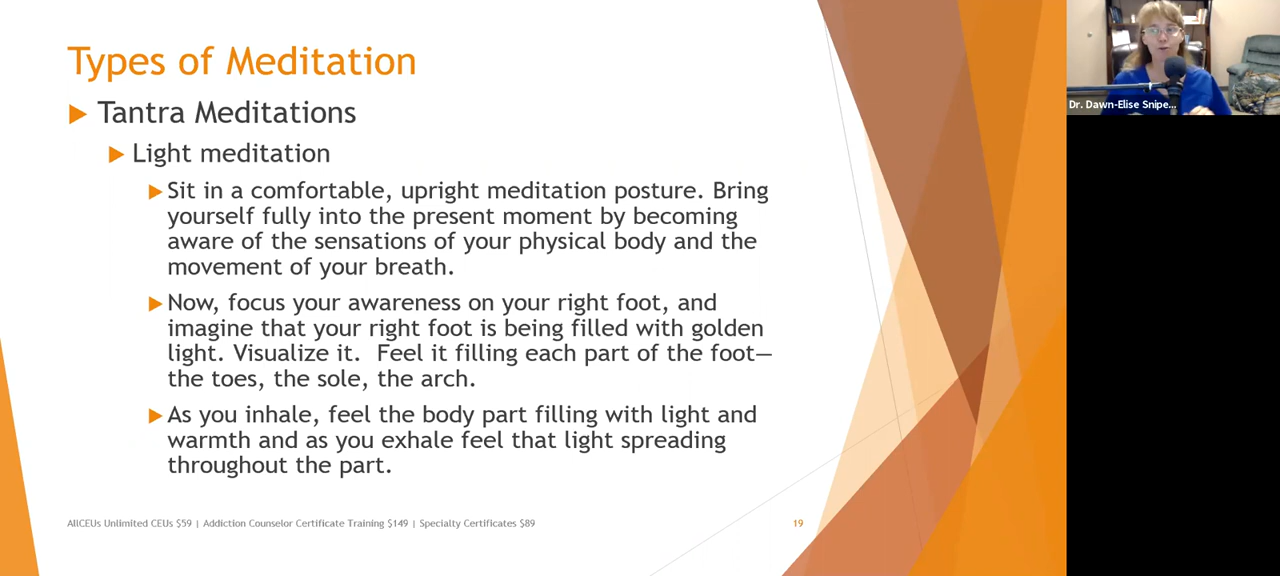 Types of Meditation
Tantra Meditations
Light meditation
Sit in a comfortable, upright meditation posture. Bring
yourself fully into the present moment by becoming
aware of the sensations of your physical body and the
movement of your breath.
Now, focus your awareness on your right foot, and
imagine that your right foot is being filled with golden
light. Visualize it.  Feel it filling each part of the foot—
the toes, the sole, the arch.
As you inhale, feel the body part filling with light and
warmth and as you exhale feel that light spreading
throughout the part.
AllCEUs Unlimited CEUs $59 | Addiction Counselor Certificate Training $149 | Specialty Certificates $89
19
Dr. Dawn-Elise Snipe...